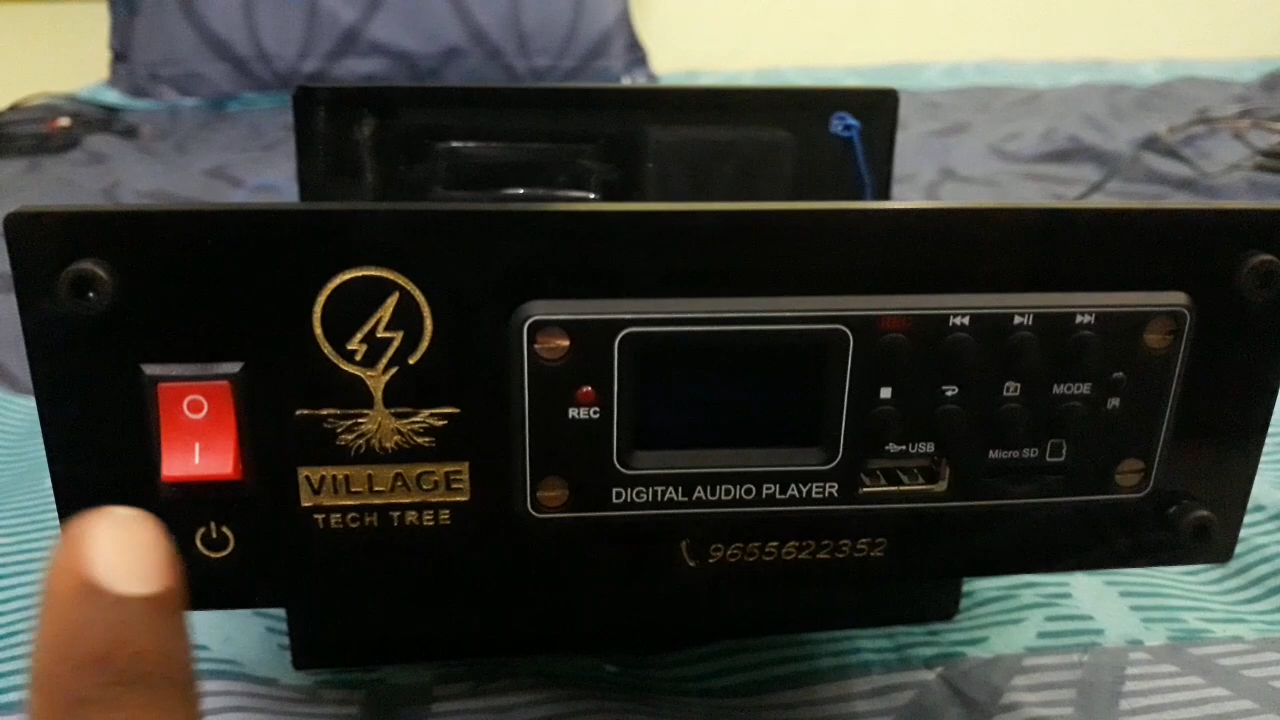 O
I
VILLAGE
TECH TREE
REC
REC
MODE
USB
Micro SD
DIGITAL AUDIO PLAYER
9655622352